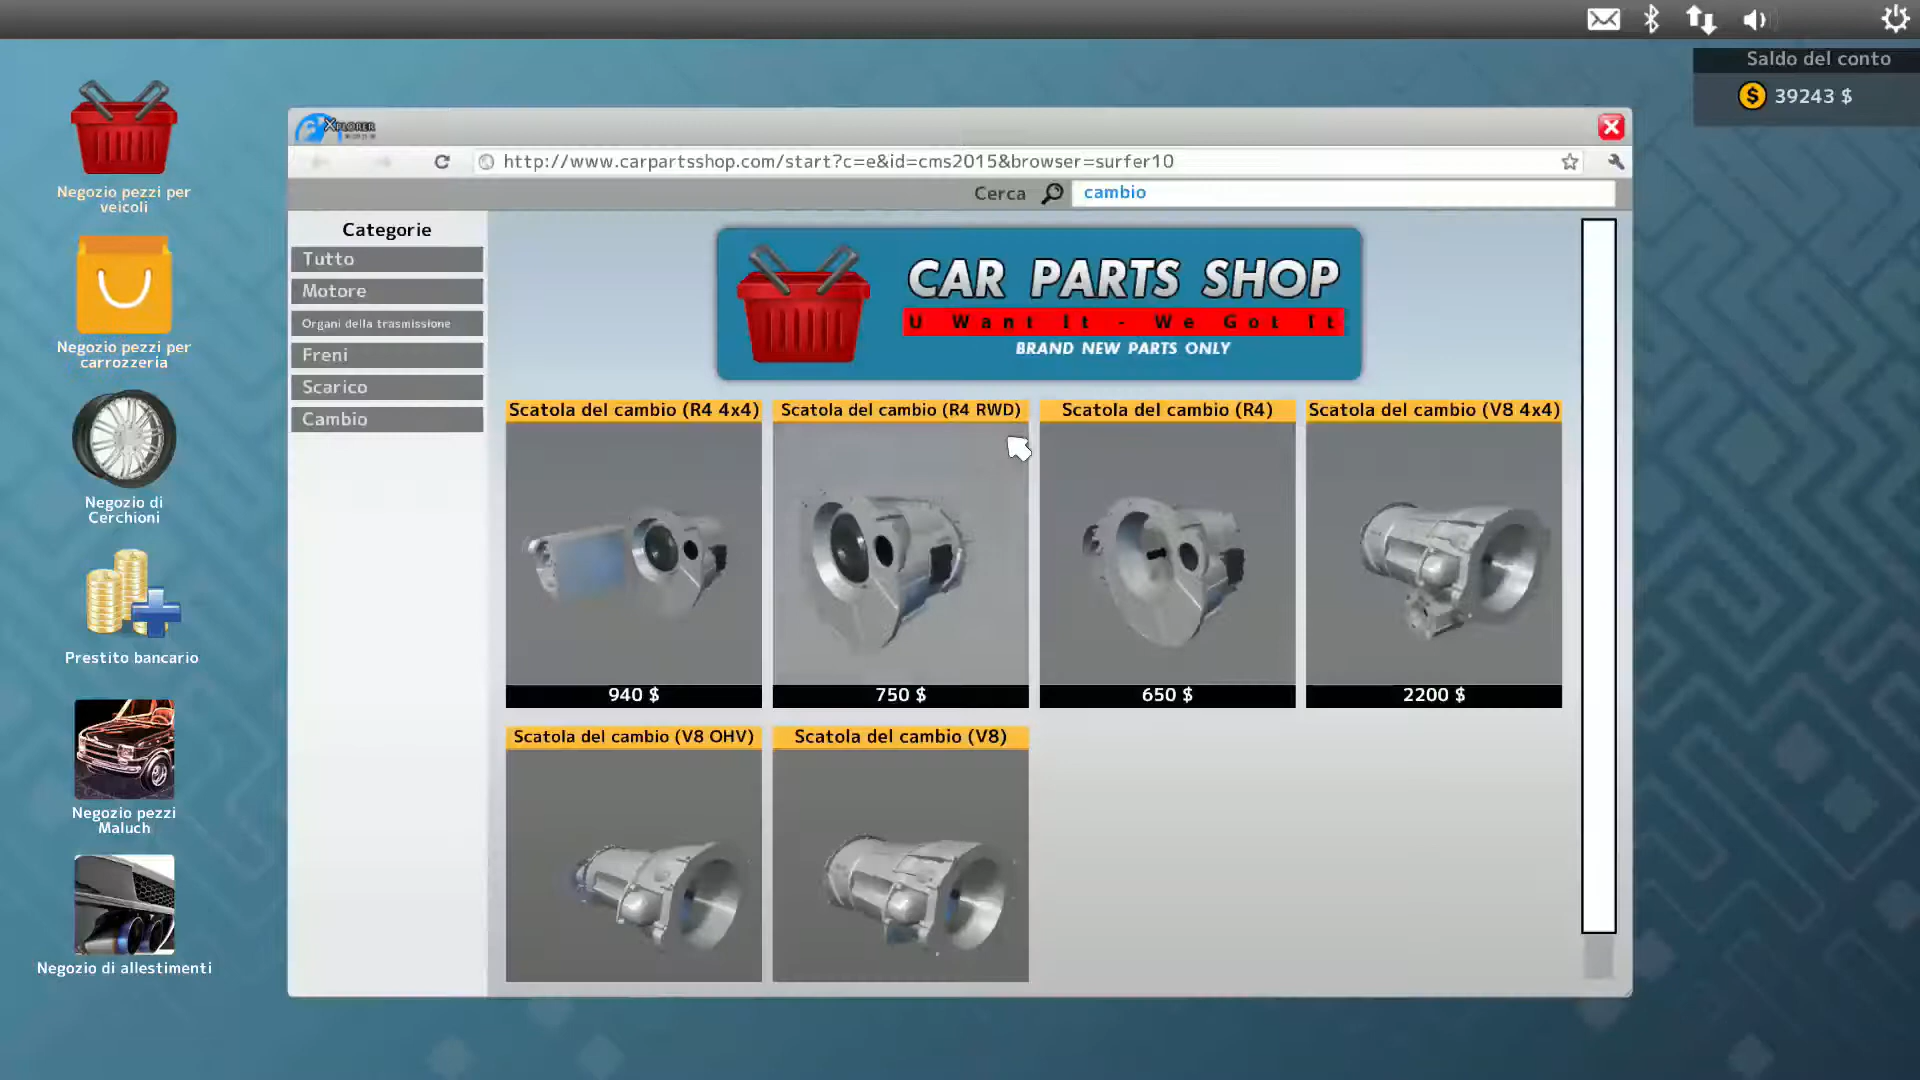 Saldo del conto
39243 $
Negozio pezzi per
veicoli
Negozio pezzi per
carrozzeria
Negozio di
Cerchioni
Prestito bancario
Negozio pezzi
Maluch
Negozio di allestimenti
XPLORER
http://www.carpartsshop.com/start?c=e&id=cms2015&browser=surfer10
Cerca
cambio
Categorie
Tutto
Motore
Organi della trasmissione
Freni
Scarico
Cambio
CAR PARTS SHOP
U Want It - We Got It
BRAND NEW PARTS ONLY
Scatola del cambio (R4 4x4)
Scatola del cambio (R4 RWD)
Scatola del cambio (R4)
Scatola del cambio (V8 4x4)
940 $
750 $
650 $
2200 $
Scatola del cambio (V8 OHV)
Scatola del cambio (V8)